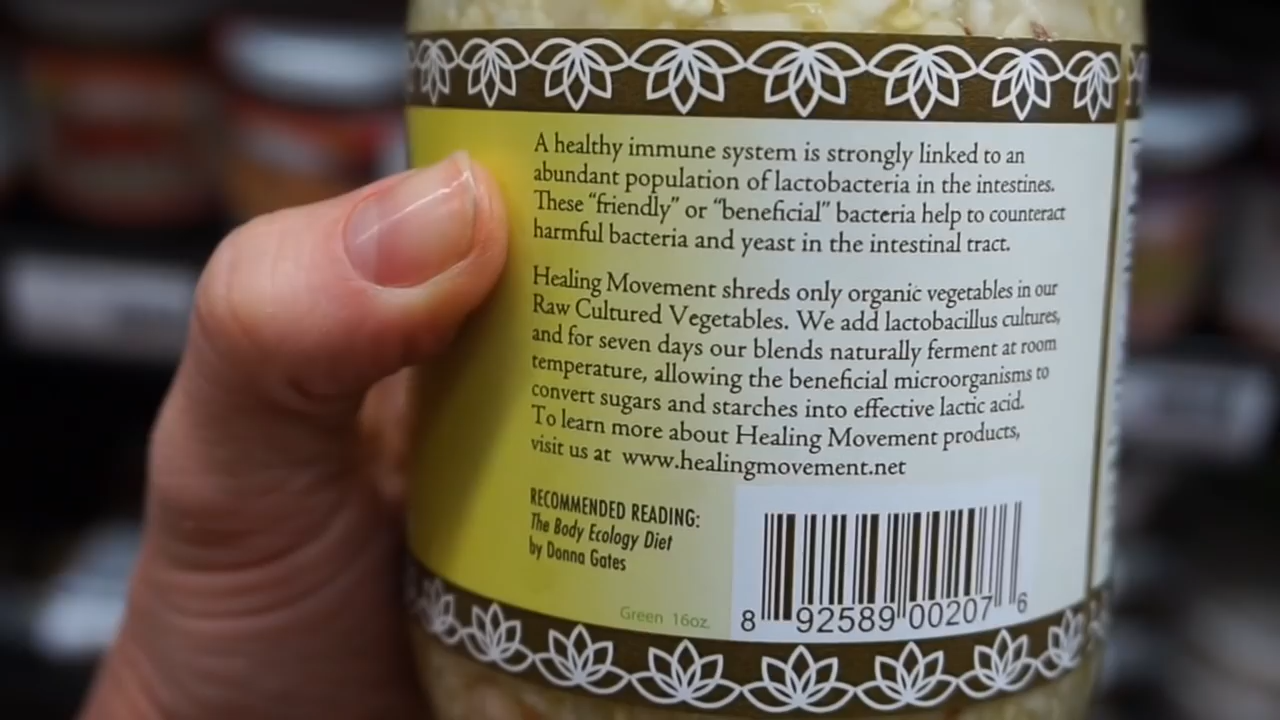 A healthy immune system is strongly linked to an
abundant population of lactobacteria in the intestines.
These “friendly” or “beneficial” bacteria help to counteract
harmful bacteria and yeast in the intestinal tract.
Healing Movement shreds only organic vegetables in our
Raw Cultured Vegetables. We add lactobacillus cultures,
and for seven days our blends naturally ferment at room
temperature, allowing the beneficial microorganisms to
convert sugars and starches into effective lactic acid.
To learn more about Healing Movement products,
visit us at www.healingmovement.net
RECOMMENDED READING:
The Body Ecology Diet
by Donna Gates
Green 16oz.
8 92589 00207 6